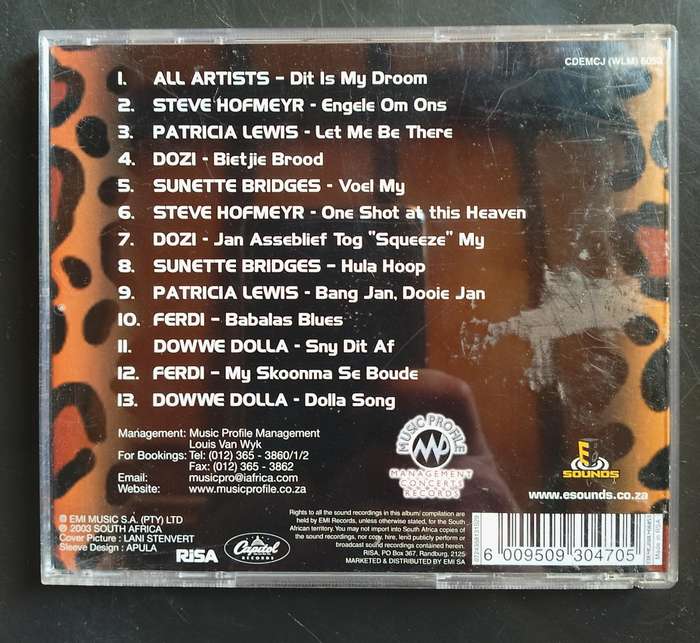 CDEMCJ (WLM) 6053
1. ALL ARTISTS – Dit Is My Droom
2. STEVE HOFMEYR - Engele Om Ons
3. PATRICIA LEWIS - Let Me Be There
4. DOZI - Bietjie Brood
5. SUNETTE BRIDGES - Voel My
6. STEVE HOFMEYR - One Shot at this Heaven
7. DOZI - Jan Asseblief Tog "Squeeze" My
8. SUNETTE BRIDGES – Hula Hoop
9. PATRICIA LEWIS - Bang Jan, Dooie Jan
10. FERDI - Babalas Blues
11. DOWWE DOLLA - Sny Dit Af
12. FERDI - My Skoonma Se Boude
13. DOWWE DOLLA - Dolla Song
Management: Music Profile Management
Louis Van Wyk
For Bookings: Tel: (012) 365 - 3860/1/2
Fax: (012) 365 - 3862
Email: musicpro@iafrica.com
Website: www.musicprofile.co.za
MUSIC PROFILE
MANAGEMENT
CONCERTS
RECORDS
E SOUNDS
www.esounds.co.za
℗ EMI MUSIC S.A. (PTY) LTD
© 2003 SOUTH AFRICA
Cover Picture : LANI STENVERT
Sleeve Design : APULA
RiSA
Capitol
RECORDS
Rights to all the sound recordings in this album/ compilation are
held by EMI Records, unless otherwise stated, for the South
African territory. You may not import into South Africa copies
of the sound recordings, nor copy, hire, lend publicly perform or
broadcast sound recordings contained herein.
RISA, PO Box 367, Randburg, 2125
MARKETED & DISTRIBUTED BY EMI SA
6 009509 304705
Made in RSA